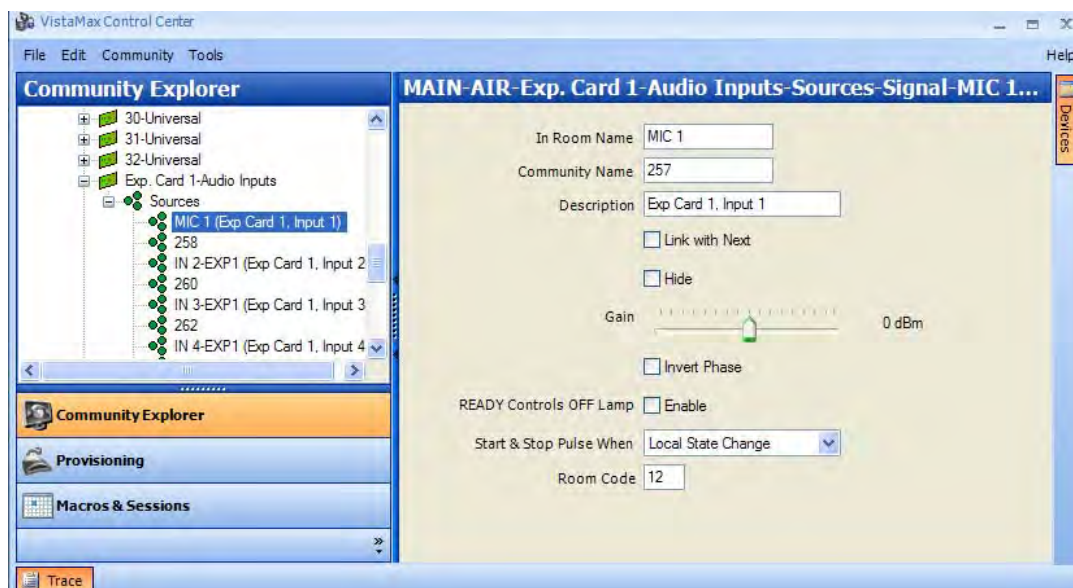 VistaMax Control Center
File Edit Community Tools Help
Community Explorer
30-Universal
31-Universal
32-Universal
Exp. Card 1-Audio Inputs
Sources
MIC 1 (Exp Card 1, Input 1)
258
IN 2-EXP1 (Exp Card 1, Input 2
260
IN 3-EXP1 (Exp Card 1, Input 3
262
IN 4-EXP1 (Exp Card 1, Input 4
Community Explorer
Provisioning
Macros & Sessions
Trace
MAIN-AIR-Exp. Card 1-Audio Inputs-Sources-Signal-MIC 1...
In Room Name MIC 1
Community Name 257
Description Exp Card 1, Input 1
Link with Next
Hide
Gain 0 dBm
Invert Phase
READY Controls OFF Lamp Enable
Start & Stop Pulse When Local State Change
Room Code 12
Devices